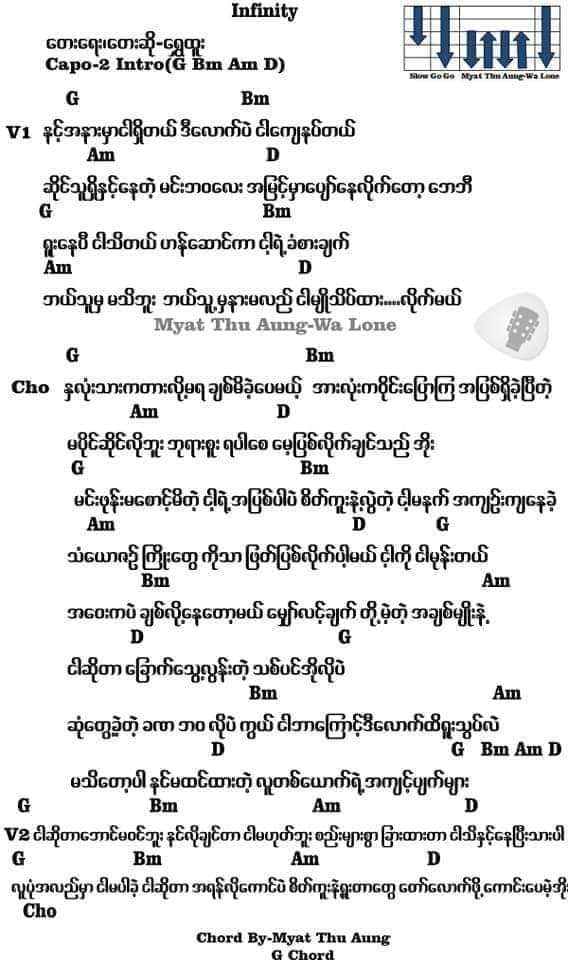 Infinity
တေးရေး၊တေးဆို-ရွှေထူး
Capo-2 Intro(G Bm Am D)
Slow Go Go Myat Thu Aung-Wa Lone
G Bm
V1 နင့်အနားမှာငါရှိတယ် ဒီလောက်ပဲ ငါကျေနပ်တယ်
Am D
ဆိုင်သူရှိနှင့်နေတဲ့ မင်းဘဝလေး အမြင့်မှာပျော်နေလိုက်တော့ ဘေဘီ
G Bm
ရူးနေပီ ငါသိတယ် ဟန်ဆောင်ကာ ငါ့ရဲ့ခံစားချက်
Am D
ဘယ်သူမှ မသိဘူး ဘယ်သူ့မှနားမလည် ငါမျိုသိပ်ထား....လိုက်မယ်
Myat Thu Aung-Wa Lone
G Bm
Cho နှလုံးသားကတားလို့မရ ချစ်မိခဲ့ပေမယ့် အားလုံးကဝိုင်းပြောကြ အပြစ်ရှိခဲ့ပြီတဲ့
Am D
မပိုင်ဆိုင်လိုဘူး ဘုရားစူး ရပါစေ မေ့ပြစ်လိုက်ချင်သည် အိုး
G Bm
မင်းဖုန်းမစောင့်မိတဲ့ ငါ့ရဲ့အပြစ်ပါပဲ စိတ်ကူးနဲ့လွဲတဲ့ ငါ့မနက် အကျဉ်းကျနေခဲ့
Am D G
သံယောဇဉ် ကြိုးတွေ ကိုသာ ဖြတ်ပြစ်လိုက်ပါ့မယ် ငါ့ကို ငါမုန်းတယ်
Bm Am
အဝေးကပဲ ချစ်လို့နေတော့မယ် မျှော်လင့်ချက် တို့မဲ့တဲ့ အချစ်မျိုးနဲ့
D G
ငါဆိုတာ ခြောက်သွေ့လွန်းတဲ့ သစ်ပင်အိုလိုပဲ
Bm Am
ဆုံတွေ့ခဲ့တဲ့ ခဏ ဘဝ လိုပဲ ကွယ် ငါဘာကြောင့်ဒီလောက်ထိရူးသွပ်လဲ
D G Bm Am D
မသိတော့ပါ နင်မထင်ထားတဲ့ လူတစ်ယောက်ရဲ့အကျင့်ပျက်များ
G Bm Am D
V2 ငါဆိုတာဘောင်မဝင်ဘူး နင်လိုချင်တာ ငါမဟုတ်ဘူး စည်းများစွာ ခြားထားတာ ငါသိနှင့်နေပြီးသားပါ
G Bm Am D
လူပုံအလည်မှာ ငါမပါခဲ့ ငါဆိုတာ အရန်လိုကောင်ပဲ စိတ်ကူးနဲ့ရူးတာတွေ တော်လောက်ဖို့ ကောင်းပေမဲ့အိုး
Cho
Chord By-Myat Thu Aung
G Chord